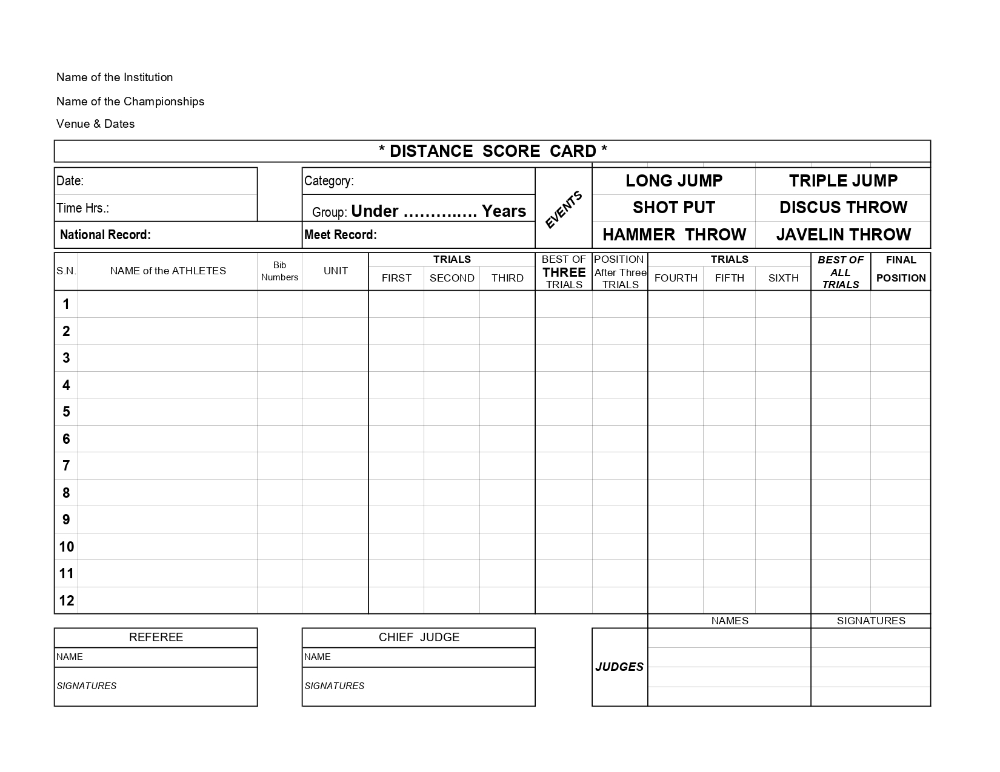 Name of the Institution
Name of the Championships
Venue & Dates
* DISTANCE SCORE CARD *
Date:
Time Hrs.:
National Record:
Category:
Group: Under ………..…. Years
Meet Record:
EVENTS
LONG JUMP TRIPLE JUMP
SHOT PUT DISCUS THROW
HAMMER THROW JAVELIN THROW
S.N.
NAME of the ATHLETES
Bib
Numbers
UNIT
TRIALS
FIRST SECOND THIRD
BEST OF
THREE
TRIALS
POSITION
After Three
TRIALS
TRIALS
FOURTH FIFTH SIXTH
BEST OF
ALL
TRIALS
FINAL
POSITION
1
2
3
4
5
6
7
8
9
10
11
12
REFEREE
NAME
SIGNATURES
CHIEF JUDGE
NAME
SIGNATURES
NAMES SIGNATURES
JUDGES